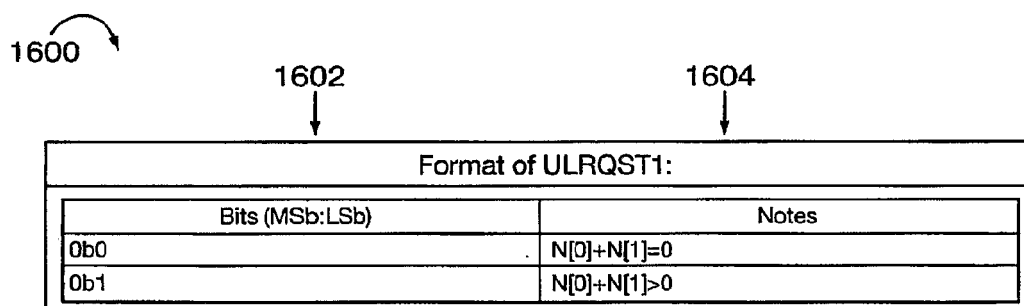 1600
1602 1604
Format of ULRQST1:
Bits (MSb:LSb) Notes
0b0 N[0]+N[1]=0
0b1 N[0]+N[1]>0